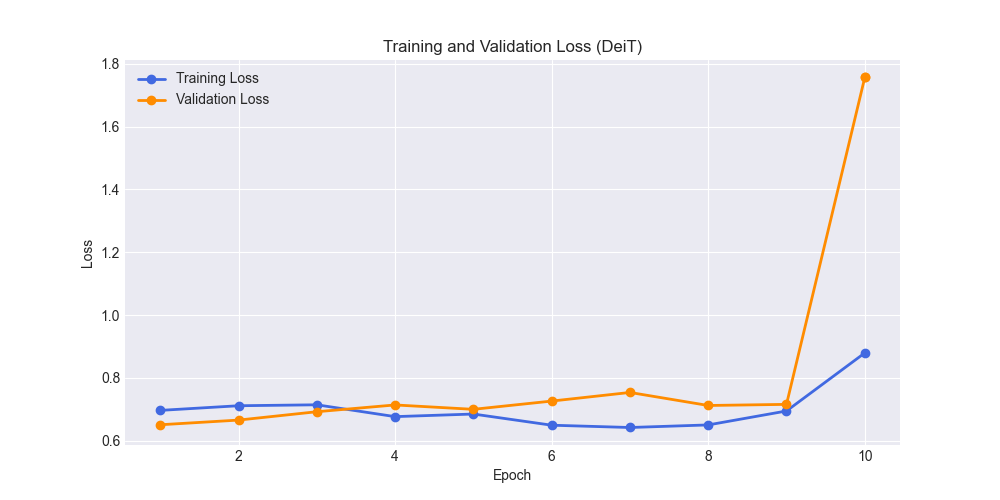 Training and Validation Loss (DeiT)
Training Loss
Validation Loss
1.8
1.6
1.4
1.2
1.0
0.8
0.6
Loss
2
4
6
8
10
Epoch